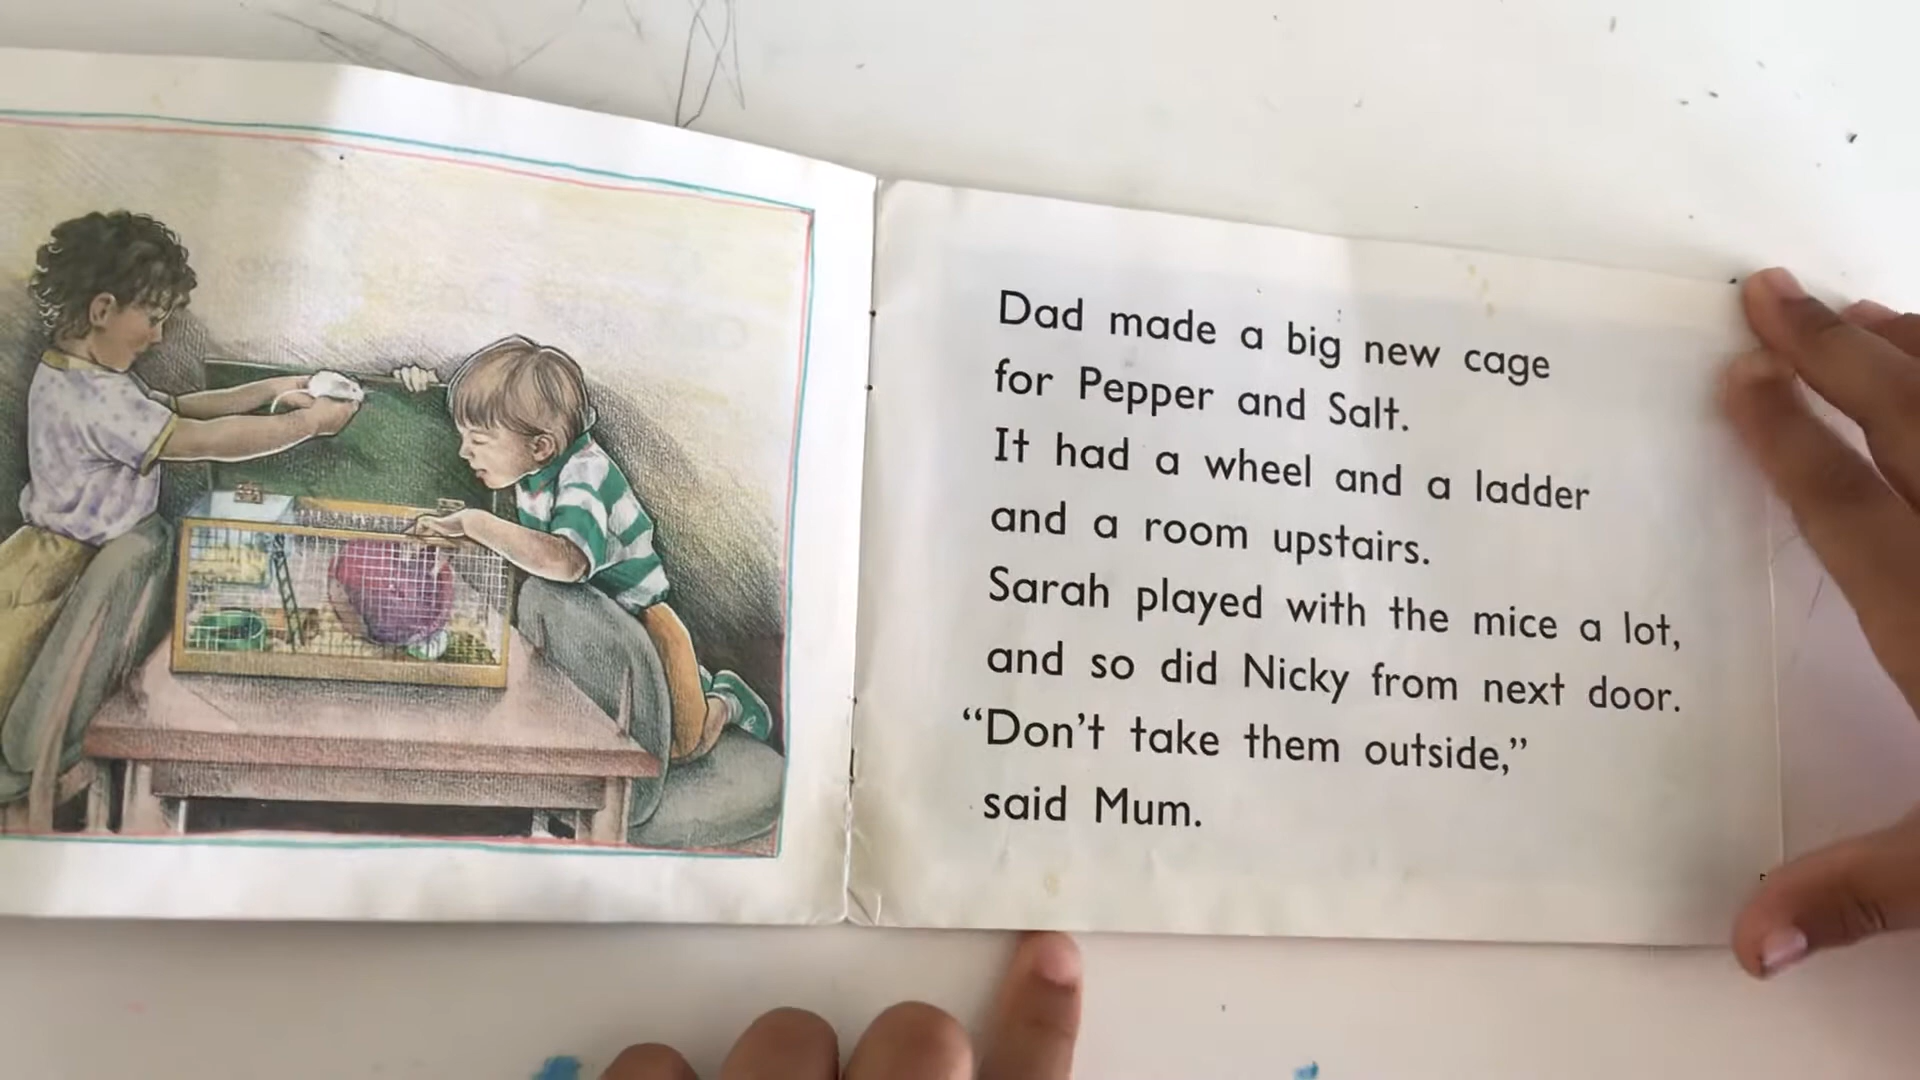 Dad made a big new cage
for Pepper and Salt.
It had a wheel and a ladder
and a room upstairs.
Sarah played with the mice a lot,
and so did Nicky from next door.
“Don’t take them outside,”
said Mum.